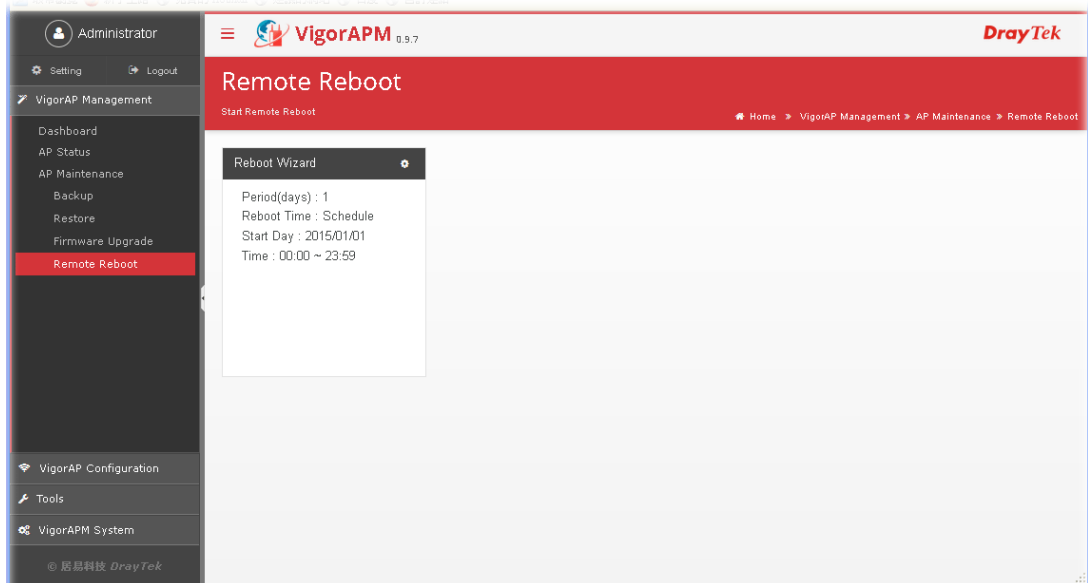 Administrator
Setting Logout
VigorAP Management
Dashboard
AP Status
AP Maintenance
Backup
Restore
Firmware Upgrade
Remote Reboot
VigorAP Configuration
Tools
VigorAPM System
© 居易科技 DrayTek
VigorAPM 0.9.7
DrayTek
Remote Reboot
Start Remote Reboot
Home » VigorAP Management » AP Maintenance » Remote Reboot
Reboot Wizard
Period(days) : 1
Reboot Time : Schedule
Start Day : 2015/01/01
Time : 00:00 ~ 23:59